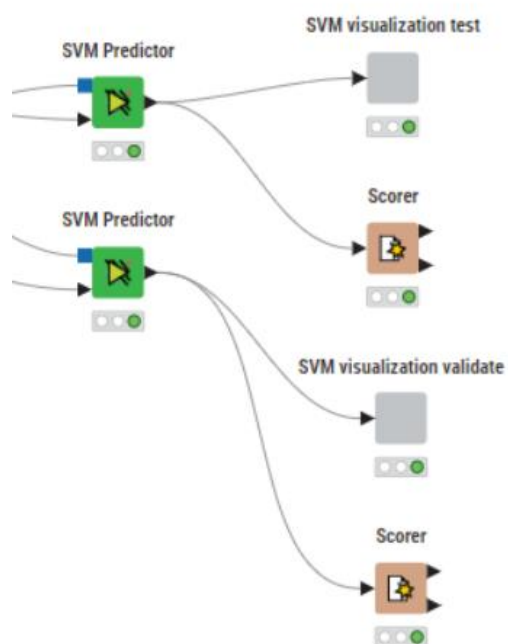 SVM visualization test
SVM Predictor
Scorer
SVM Predictor
SVM visualization validate
Scorer